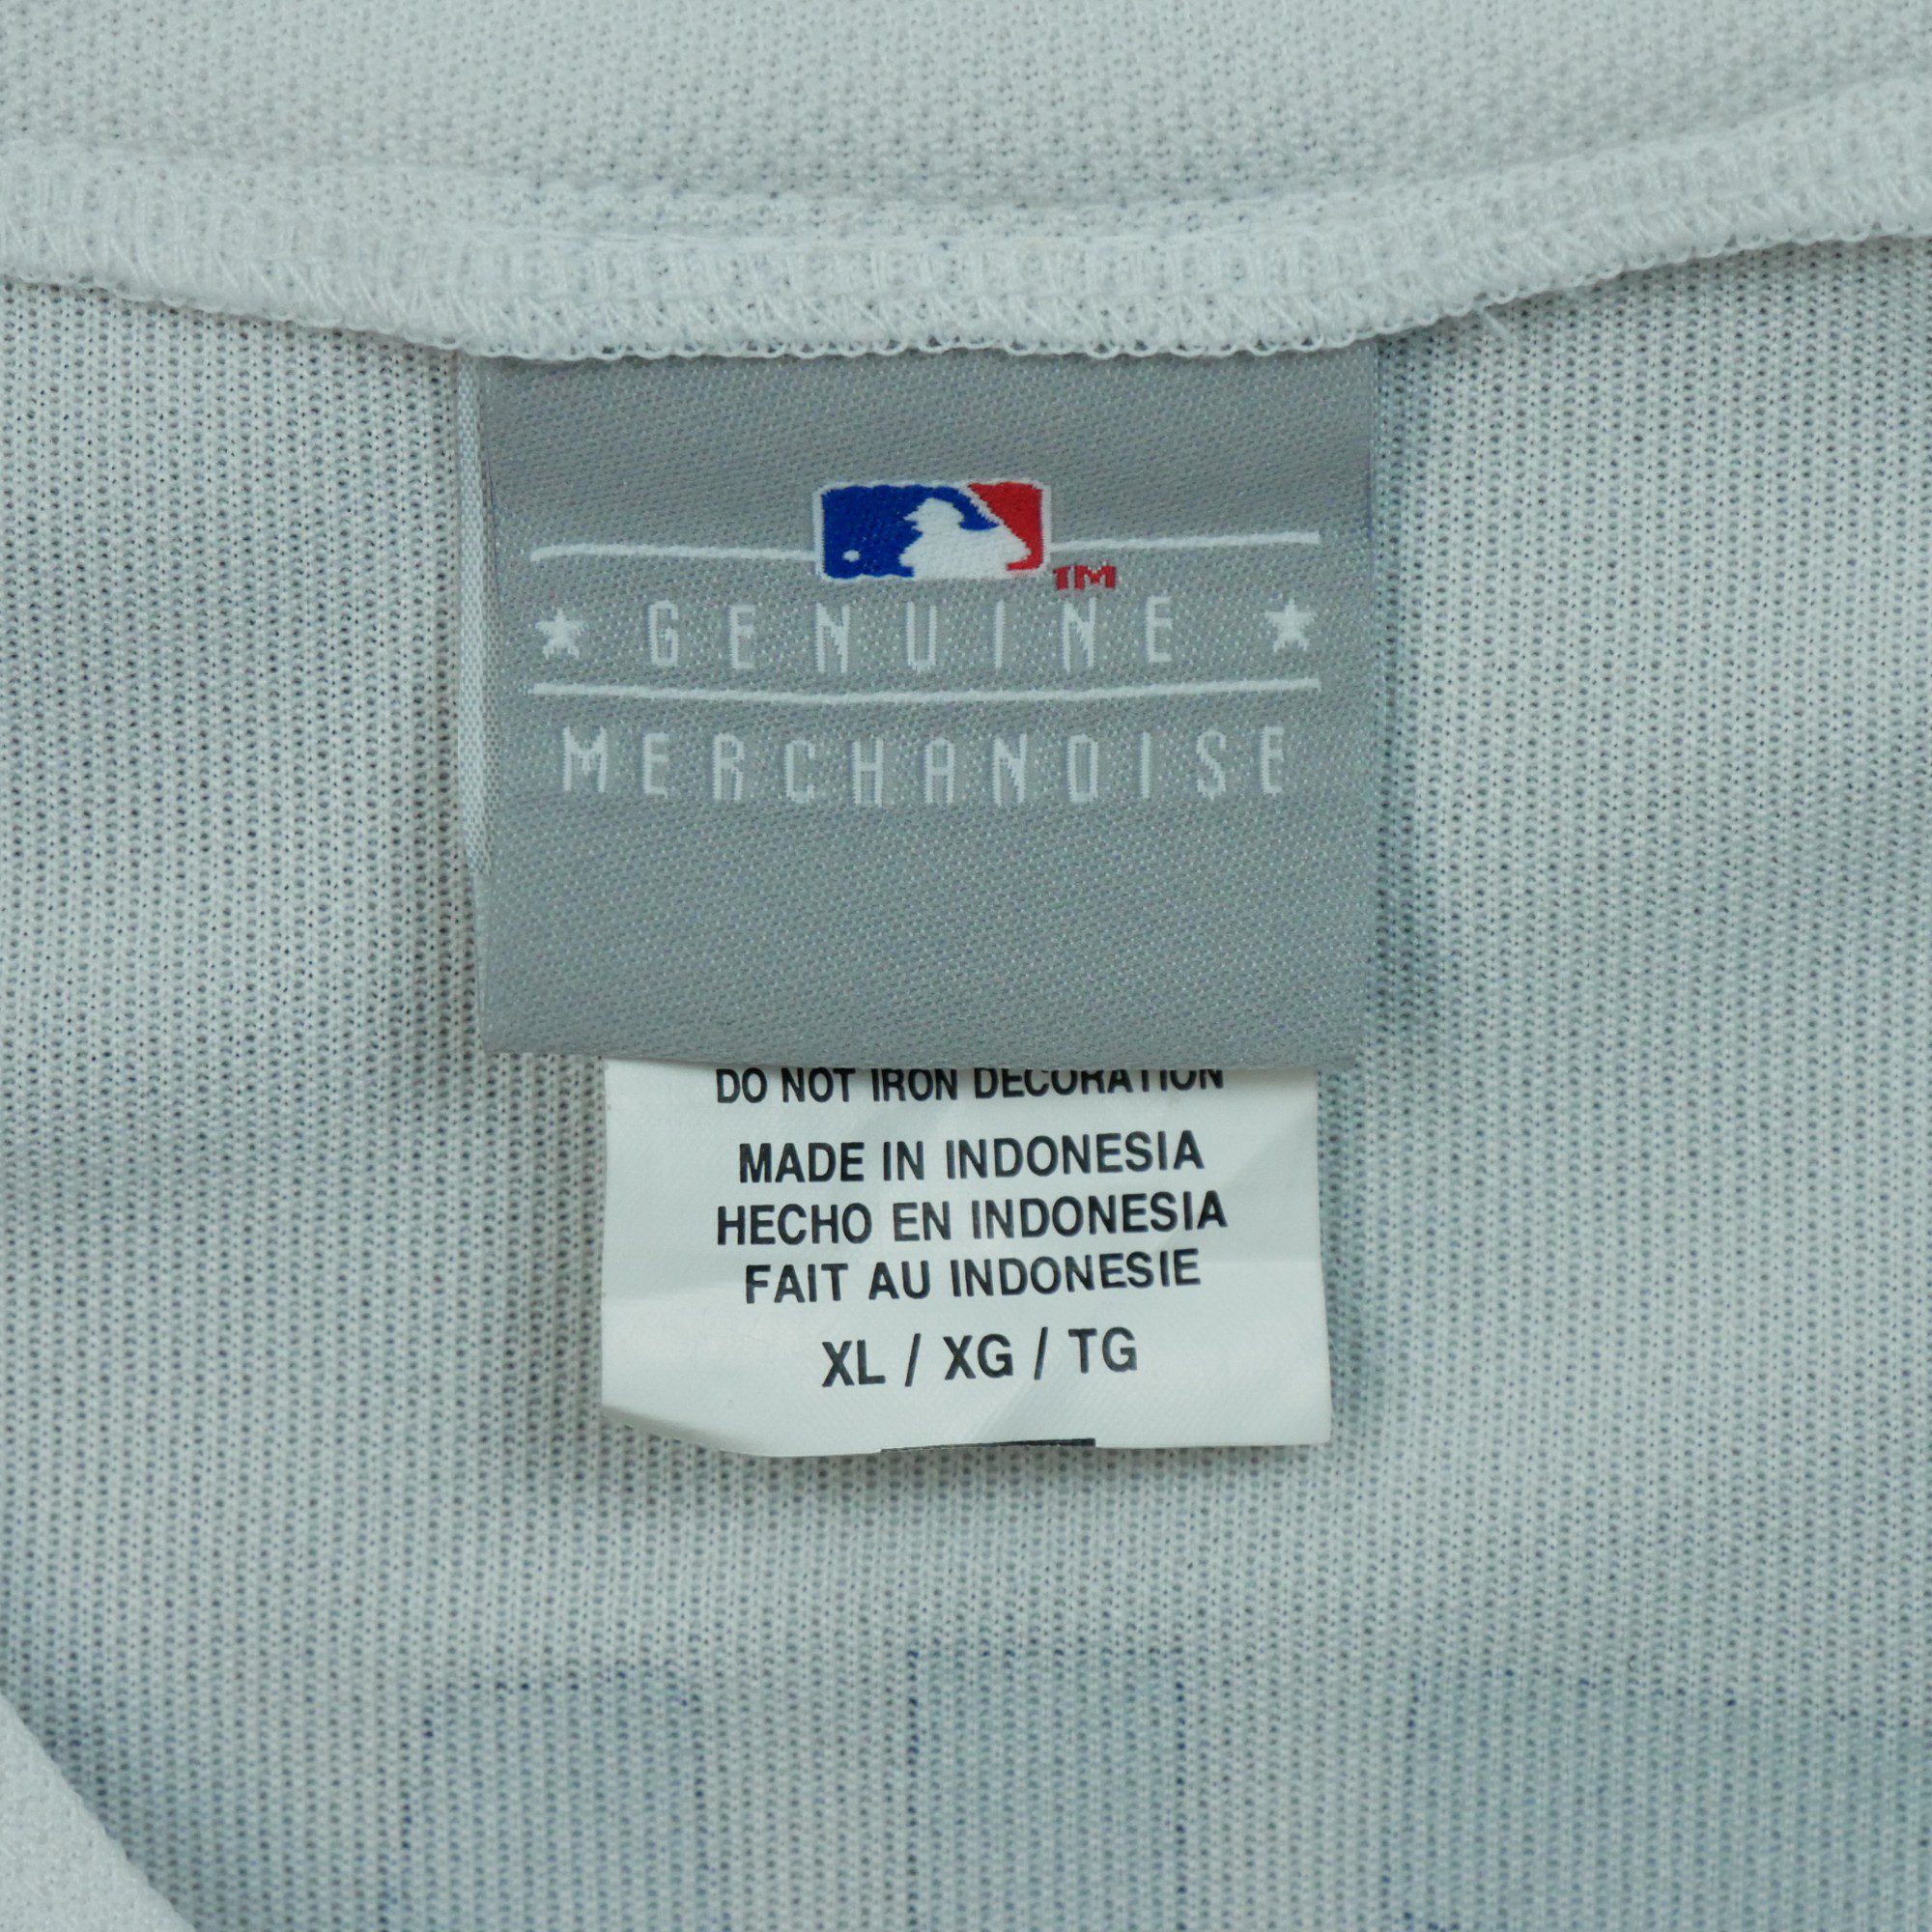 TM
★ GENUINE ★
MERCHANDISE
DO NOT IRON DECORATION
MADE IN INDONESIA
HECHO EN INDONESIA
FAIT AU INDONESIE
XL / XG / TG